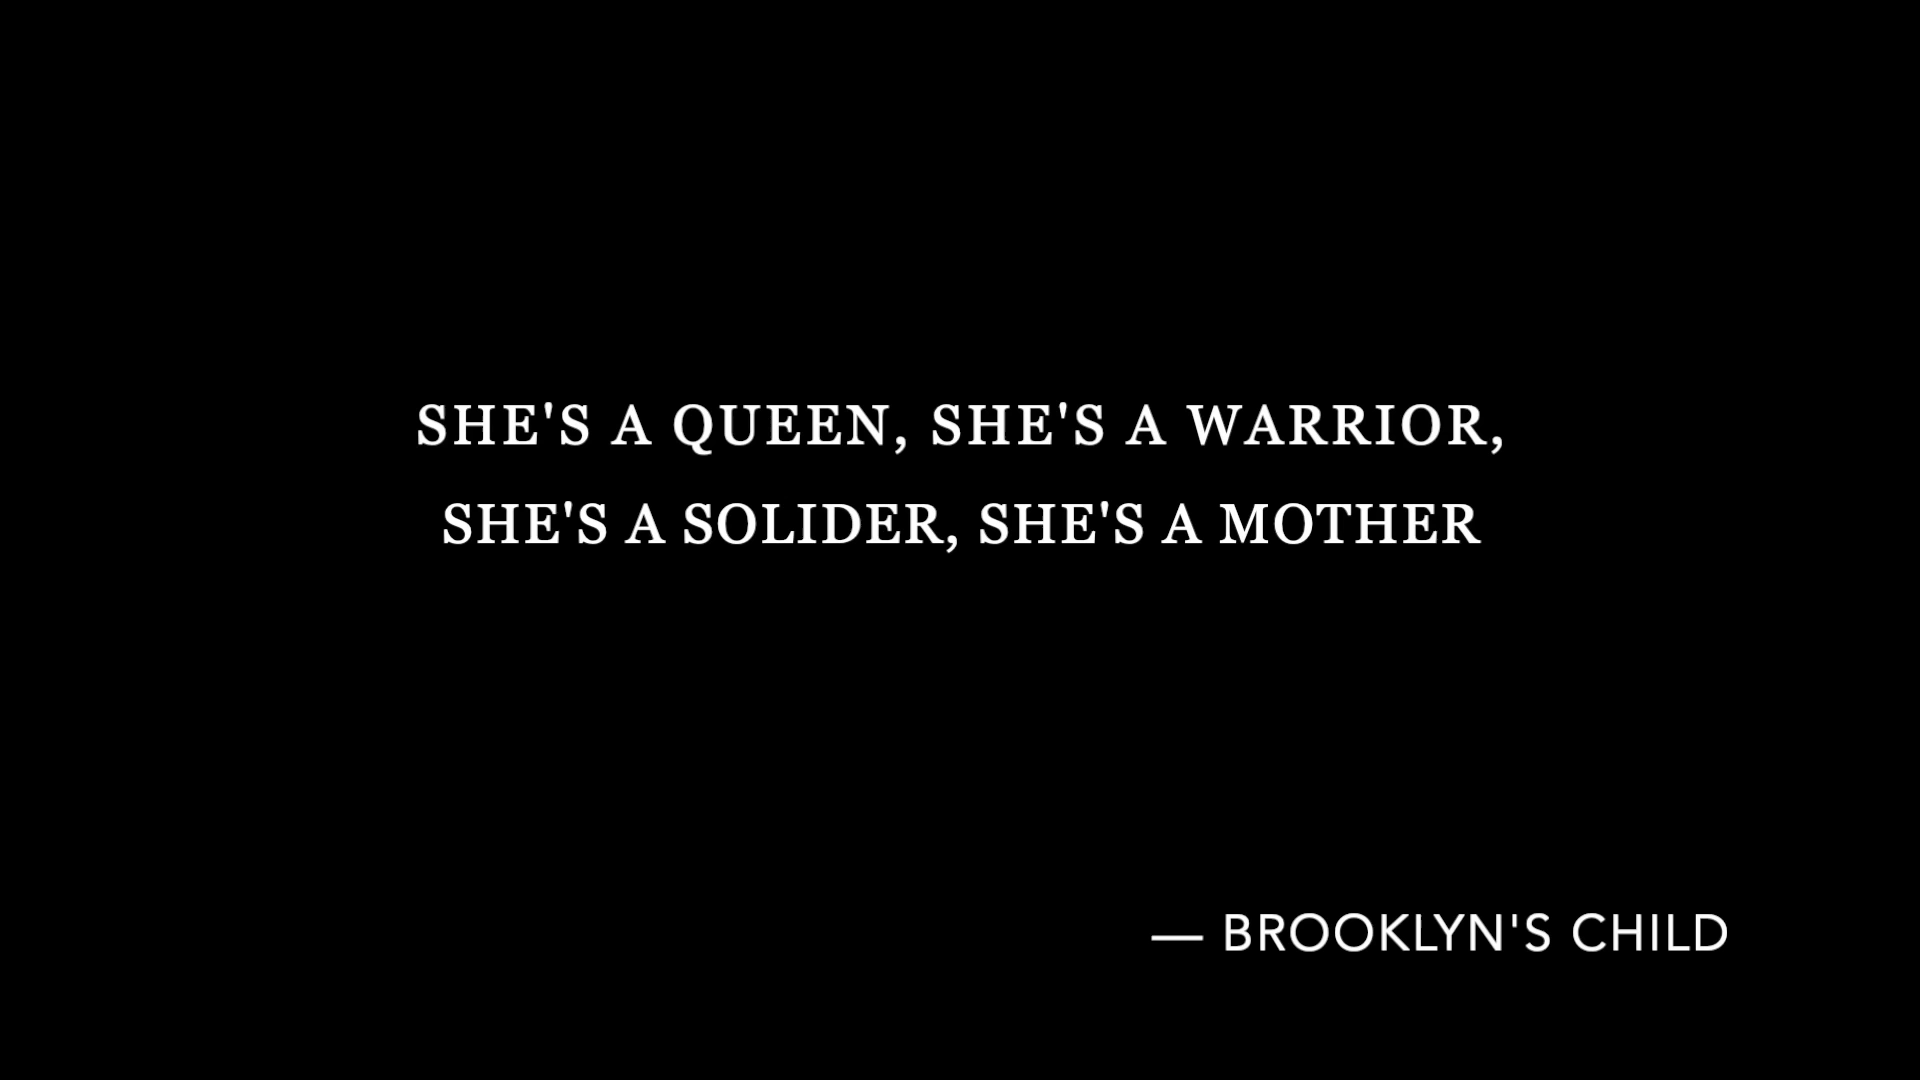 SHE'S A QUEEN, SHE'S A WARRIOR,
SHE'S A SOLIDER, SHE'S A MOTHER
— BROOKLYN'S CHILD